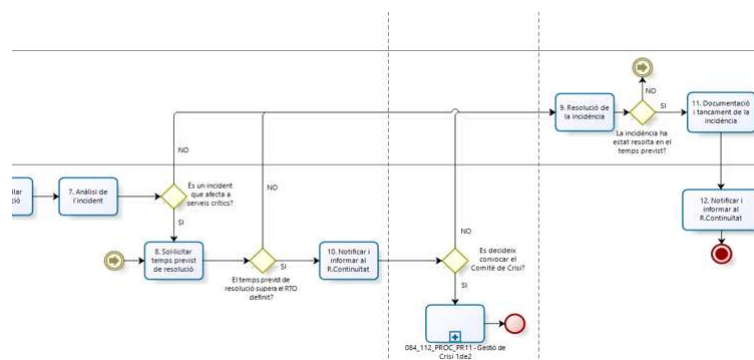 NO
9. Resolució de
la incidència
SI
11. Documentació
i tancament de la
incidència
La incidència ha
estat resolta en el
temps previst?
NO
7. Anàlisi de
l'incident
És un incident
que afecta a
serveis crítics?
NO
SI
12. Notificar i
informar al
R.Continuïtat
8. Sol·licitar
temps previst
de resolució
SI
10. Notificar i
informar al
R.Continuïtat
NO
Es decideix
convocar el
Comitè de Crisi?
El temps previst de
resolució supera el RTO
definit?
SI
084_112_PROC_PR11 - Gestió de
Crisi 1de2